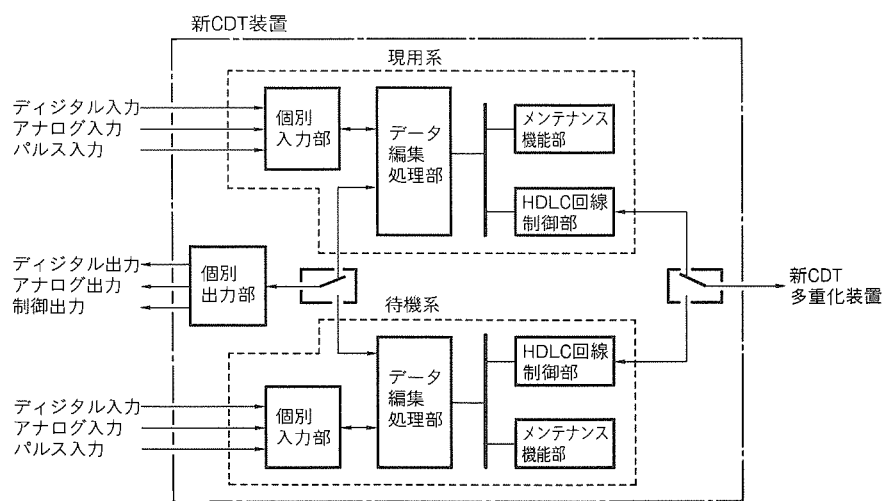 新CDT装置
現用系
ディジタル入力
アナログ入力
パルス入力
個別
入力部
データ
編集
処理部
メンテナンス
機能部
HDLC回線
制御部
ディジタル出力
アナログ出力
制御出力
個別
出力部
新CDT
多重化装置
待機系
ディジタル入力
アナログ入力
パルス入力
個別
入力部
データ
編集
処理部
HDLC回線
制御部
メンテナンス
機能部